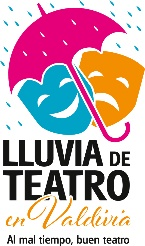 LLUVIA DE
TEATRO
en Valdivia
Al mal tiempo, buen teatro